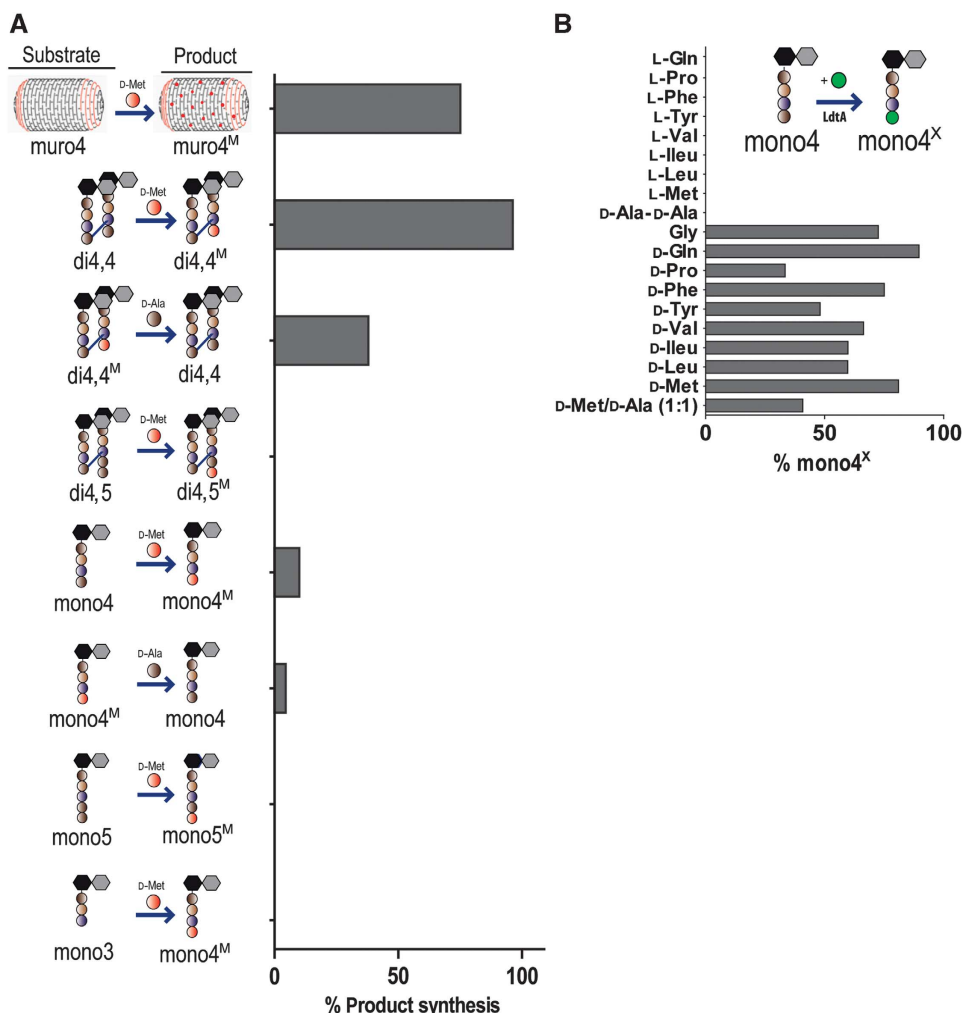 A
Substrate
Product
D-Met
muro4
muro4M
D-Met
di4,4
di4,4M
D-Ala
di4,4M
di4,4
D-Met
di4,5
di4,5M
D-Met
mono4
mono4M
D-Ala
mono4M
mono4
D-Met
mono5
mono5M
D-Met
mono3
mono4M
0 50 100
% Product synthesis
B
L-Gln
L-Pro
L-Phe
L-Tyr
L-Val
L-Ileu
L-Leu
L-Met
D-Ala-D-Ala
Gly
D-Gln
D-Pro
D-Phe
D-Tyr
D-Val
D-Ileu
D-Leu
D-Met
D-Met/D-Ala (1:1)
+
LdtA
mono4
mono4X
0 50 100
% mono4X